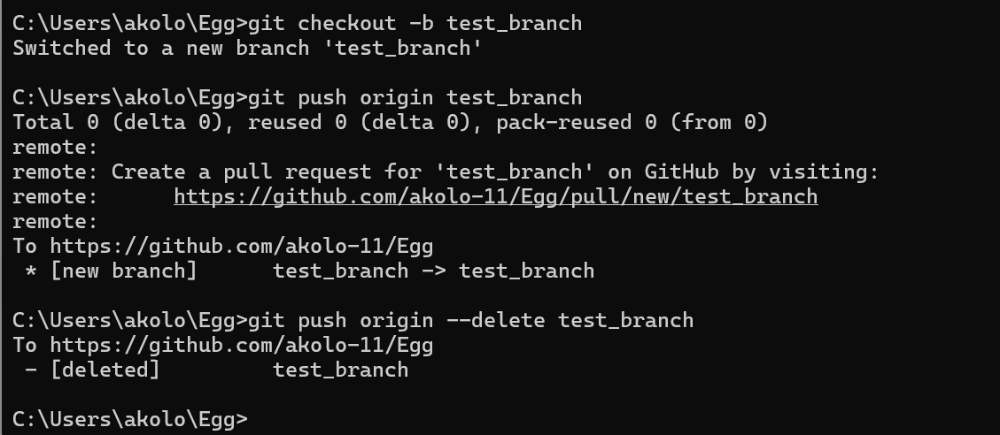 C:\Users\akolo\Egg>git checkout -b test_branch
Switched to a new branch 'test_branch'
C:\Users\akolo\Egg>git push origin test_branch
Total 0 (delta 0), reused 0 (delta 0), pack-reused 0 (from 0)
remote:
remote: Create a pull request for 'test_branch' on GitHub by visiting:
remote:      https://github.com/akolo-11/Egg/pull/new/test_branch
remote:
To https://github.com/akolo-11/Egg
 * [new branch]      test_branch -> test_branch
C:\Users\akolo\Egg>git push origin --delete test_branch
To https://github.com/akolo-11/Egg
 - [deleted]         test_branch
C:\Users\akolo\Egg>